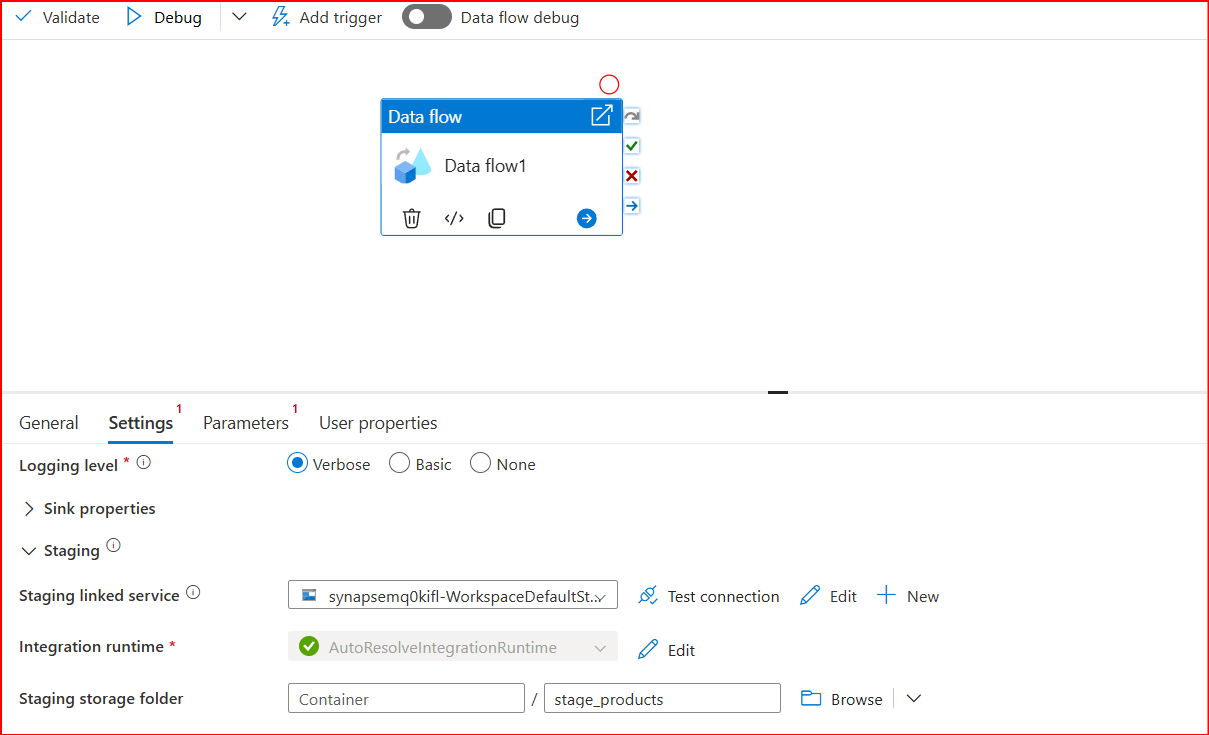 Validate Debug Add trigger Data flow debug
Data flow
Data flow1
General Settings 1 Parameters 1 User properties
Logging level * Verbose Basic None
Sink properties
Staging
Staging linked service synapsemq0kifl-WorkspaceDefaultSt... Test connection Edit New
Integration runtime * AutoResolveIntegrationRuntime Edit
Staging storage folder Container / stage_products Browse